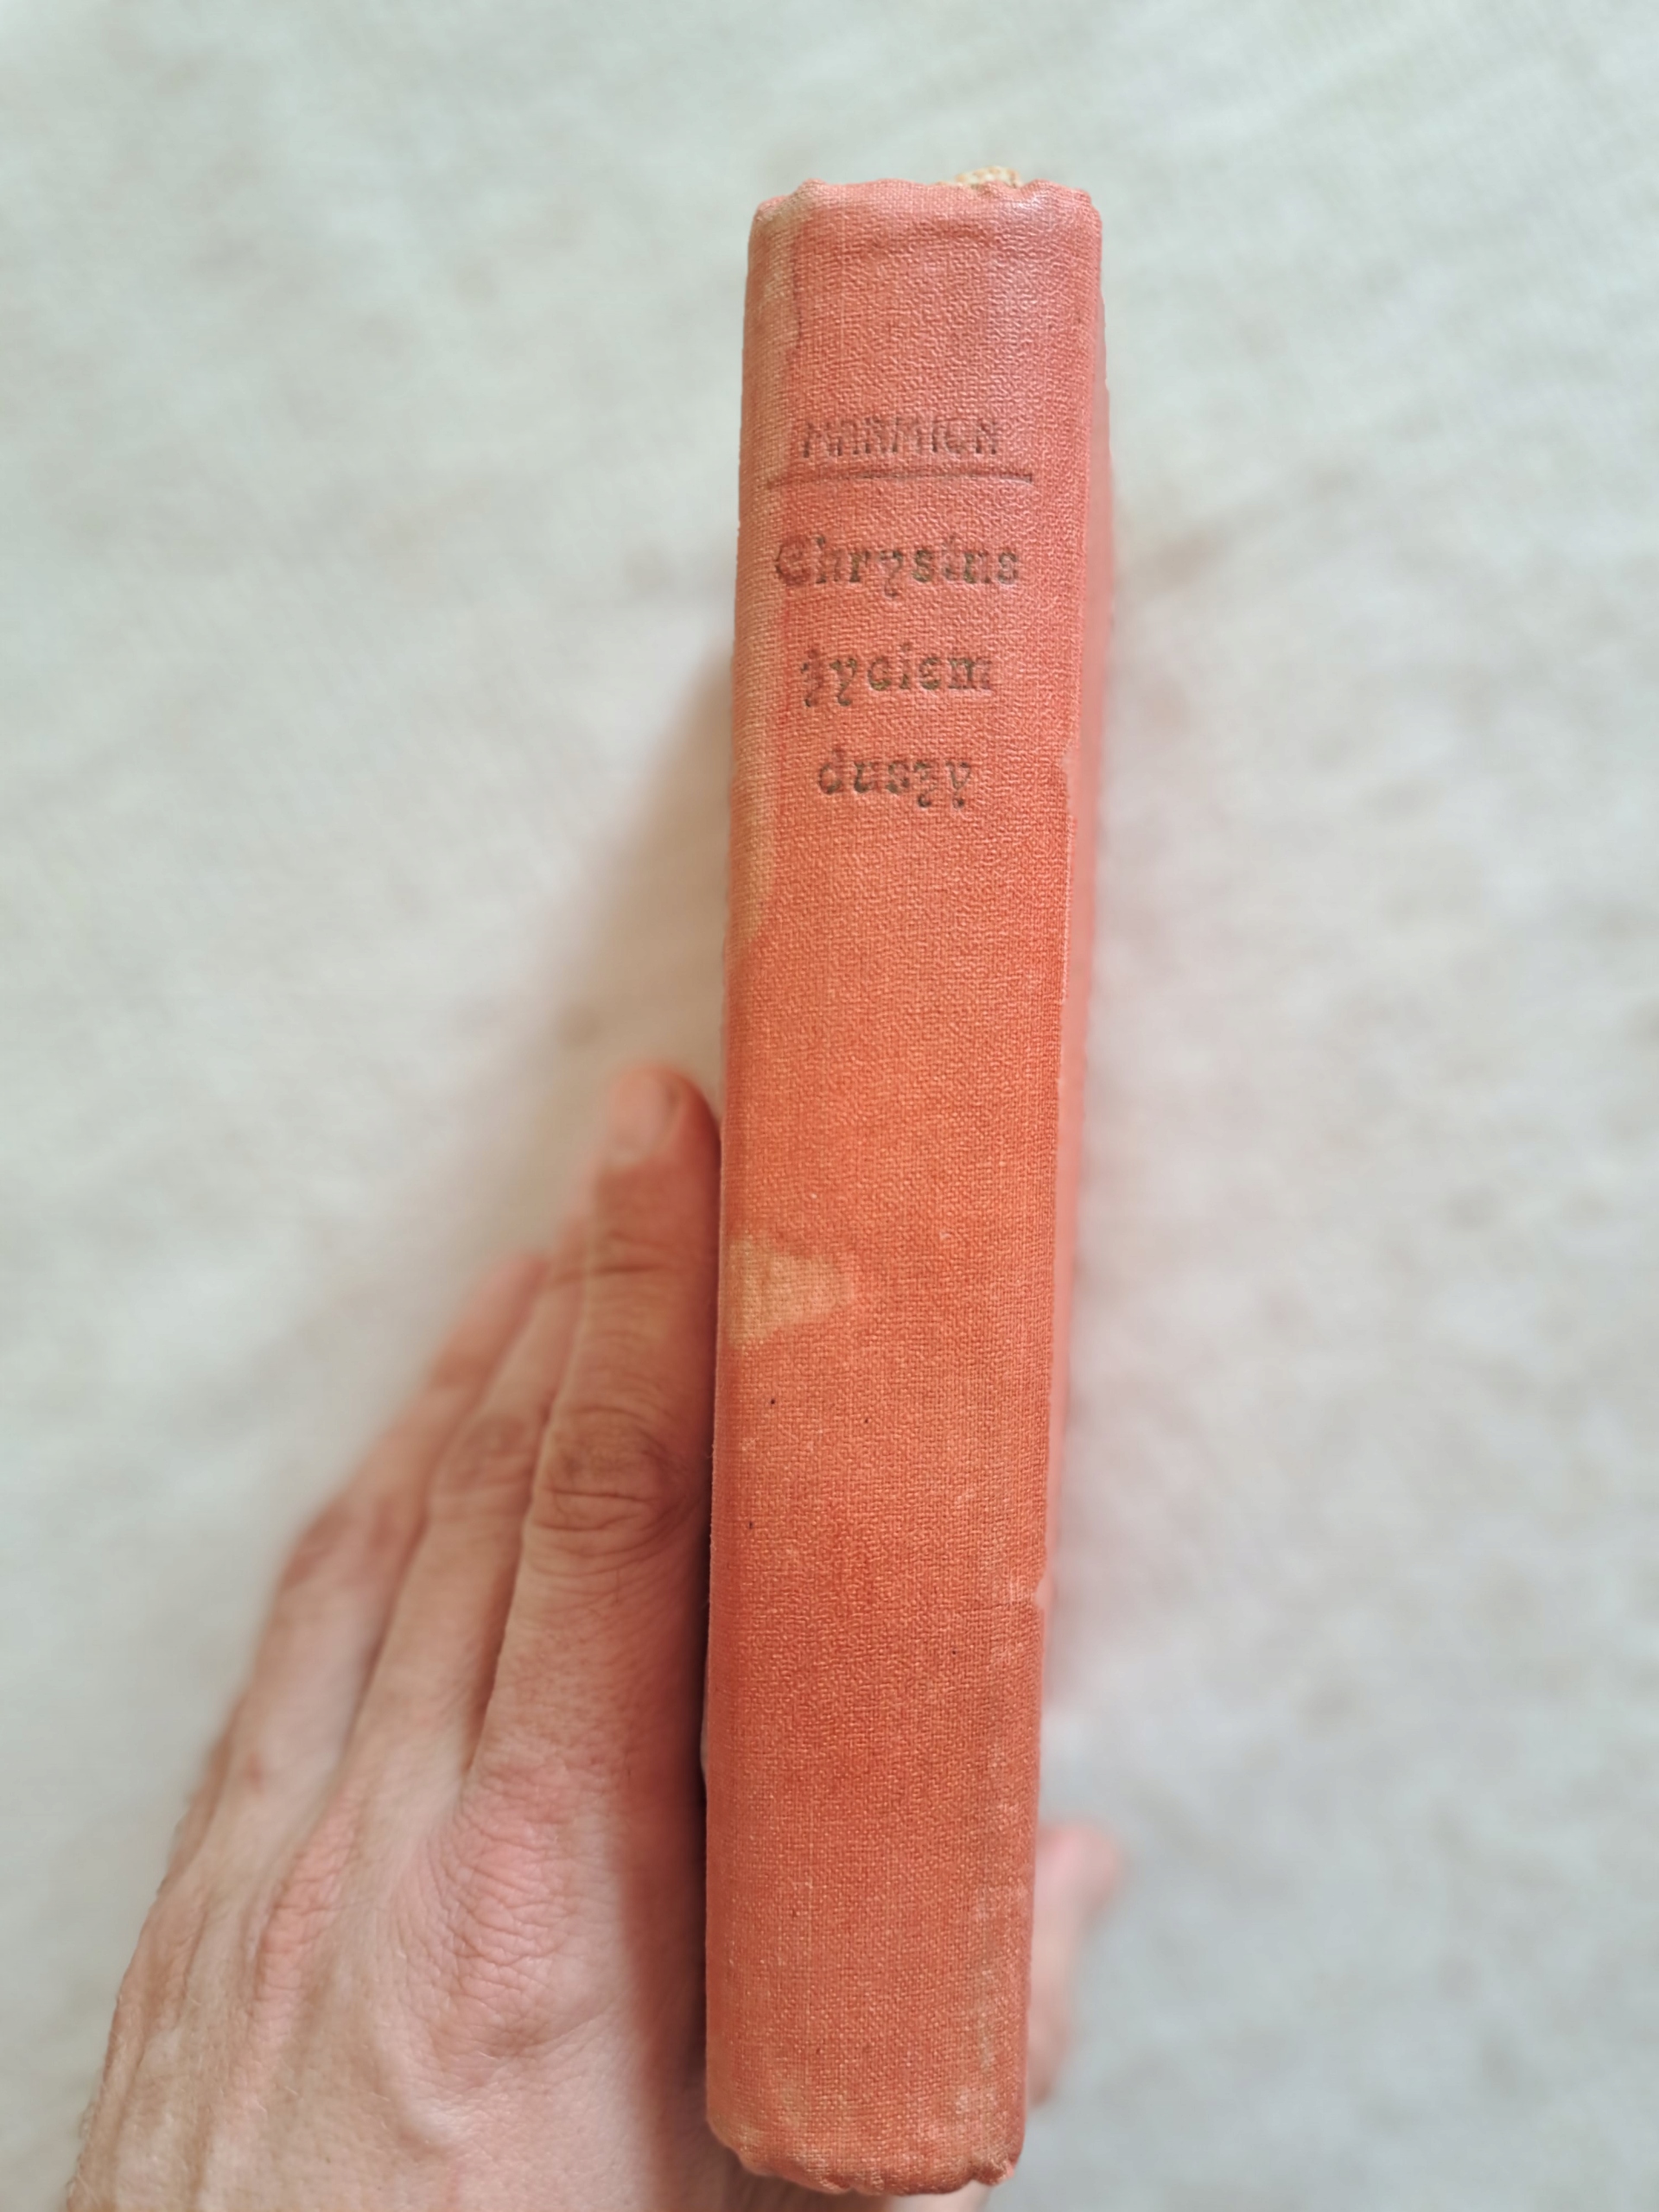 MARMION
Chrystus
życiem
duszy